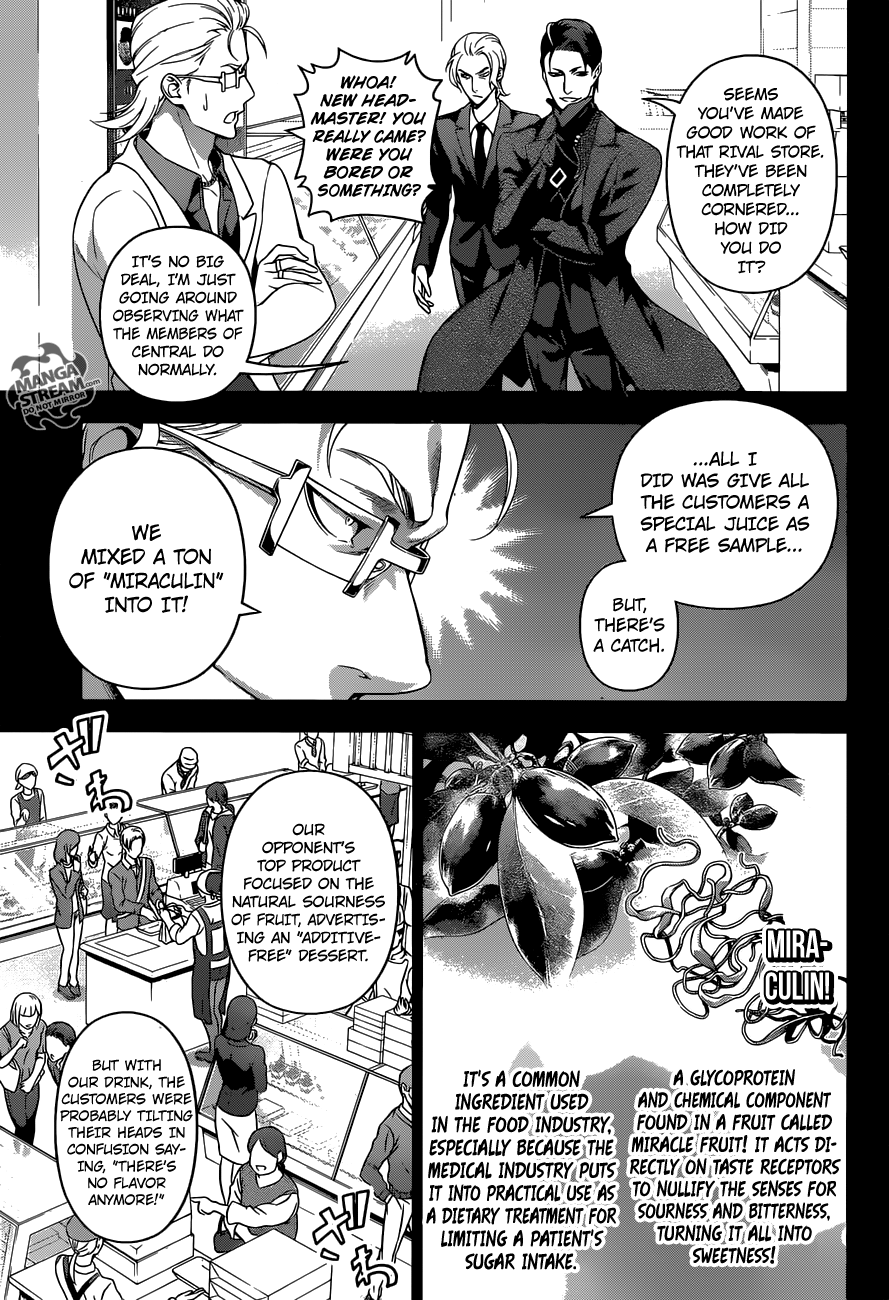 SEEMS
YOU'VE MADE
GOOD WORK OF
THAT RIVAL STORE.
THEY'VE BEEN
COMPLETELY
CORNERED...
HOW DID
YOU DO
IT?
WHOA!
NEW HEAD-
MASTER! YOU
REALLY CAME?
WERE YOU
BORED OR
SOMETHING?
IT'S NO BIG
DEAL, I'M JUST
GOING AROUND
OBSERVING WHAT
THE MEMBERS OF
CENTRAL DO
NORMALLY.
MANGA
STREAM.com
DO NOT MIRROR
...ALL I
DID WAS GIVE ALL
THE CUSTOMERS A
SPECIAL JUICE AS
A FREE SAMPLE...
BUT,
THERE'S
A CATCH.
WE
MIXED A TON
OF "MIRACULIN"
INTO IT!
MIRA-
CULIN!
A GLYCOPROTEIN
AND CHEMICAL COMPONENT
FOUND IN A FRUIT CALLED
MIRACLE FRUIT! IT ACTS DI-
RECTLY ON TASTE RECEPTORS
TO NULLIFY THE SENSES FOR
SOURNESS AND BITTERNESS,
TURNING IT ALL INTO
SWEETNESS!
IT'S A COMMON
INGREDIENT USED
IN THE FOOD INDUSTRY.
ESPECIALLY BECAUSE THE
MEDICAL INDUSTRY PUTS
IT INTO PRACTICAL USE AS
A DIETARY TREATMENT FOR
LIMITING A PATIENT'S
SUGAR INTAKE.
OUR
OPPONENT'S
TOP PRODUCT
FOCUSED ON THE
NATURAL SOURNESS
OF FRUIT, ADVERTIS-
ING AN "ADDITIVE-
FREE" DESSERT.
BUT WITH
OUR DRINK, THE
CUSTOMERS WERE
PROBABLY TILTING
THEIR HEADS IN
CONFUSION SAY-
ING, "THERE'S
NO FLAVOR
ANYMORE!"